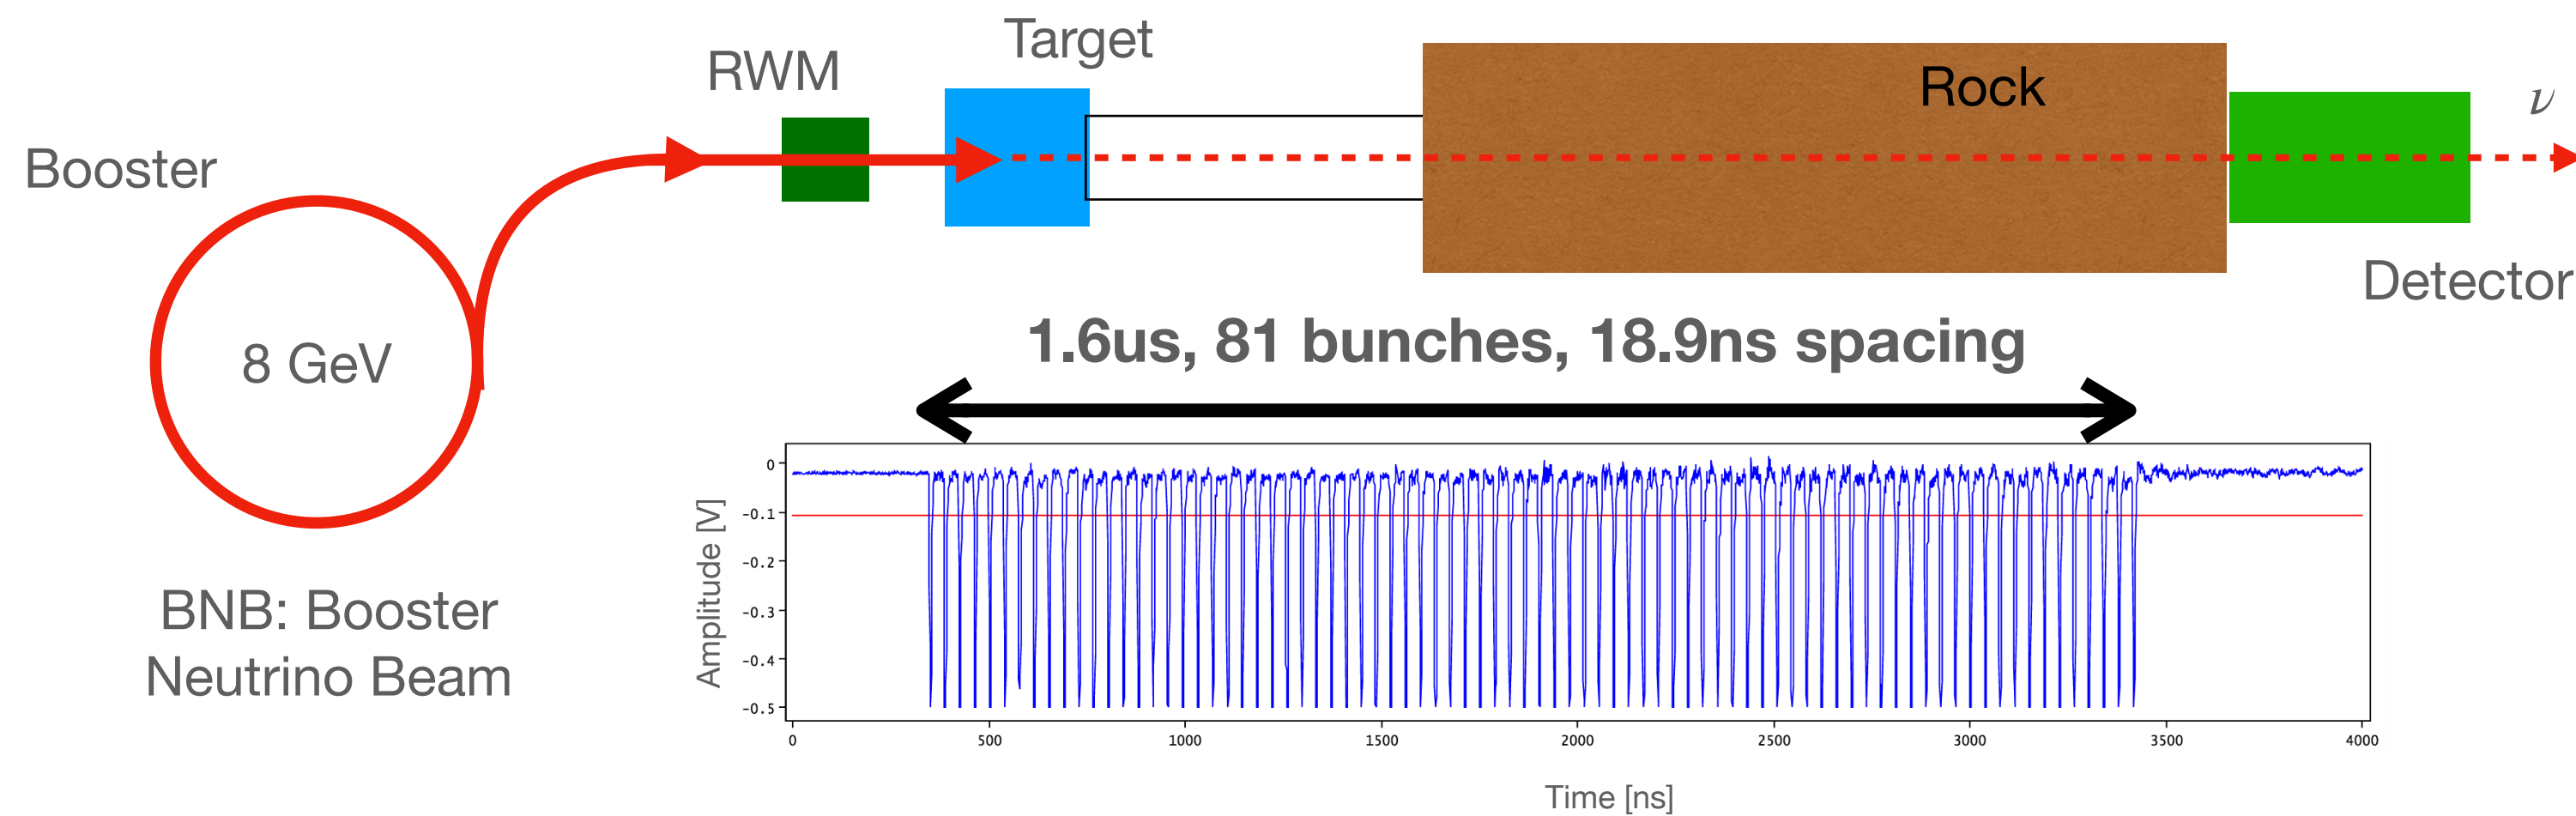 Target
RWM
Rock
ν
Booster
Detector
1.6us, 81 bunches, 18.9ns spacing
8 GeV
BNB: Booster
Neutrino Beam
Amplitude [V]
0
-0.1
-0.2
-0.3
-0.4
-0.5
0 500 1000 1500 2000 2500 3000 3500 4000
Time [ns]